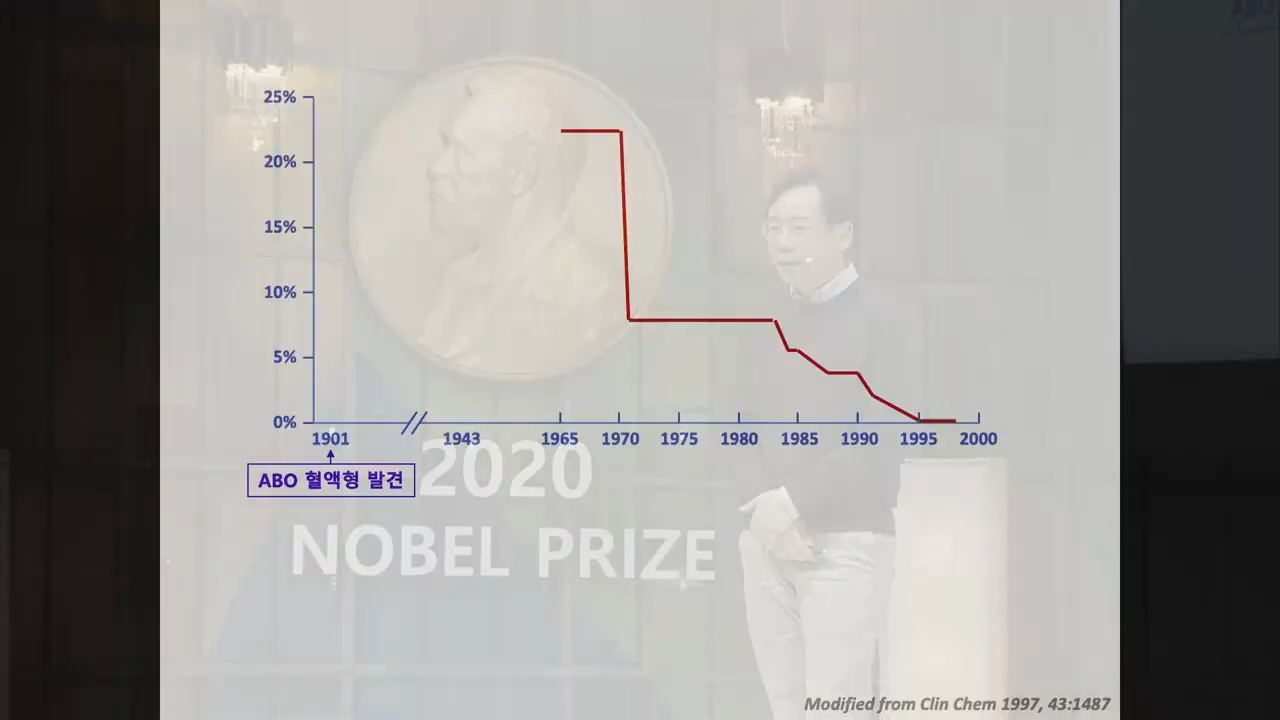 25%
20%
15%
10%
5%
0%
1901 1943 1965 1970 1975 1980 1985 1990 1995 2000
ABO 혈액형 발견
2020
NOBEL PRIZE
Modified from Clin Chem 1997, 43:1487